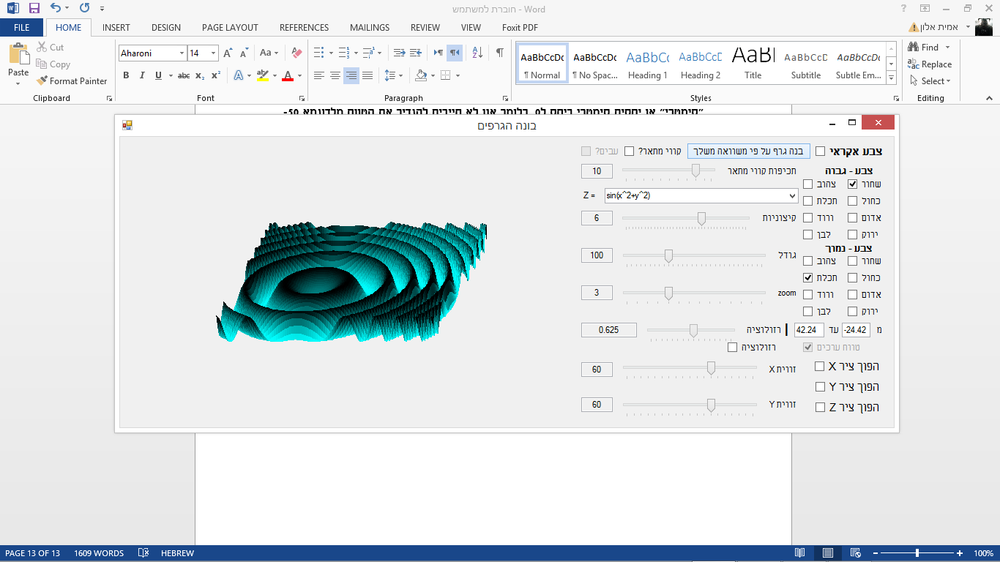 חוברת למשתמש - Word
FILE HOME INSERT DESIGN PAGE LAYOUT REFERENCES MAILINGS REVIEW VIEW Foxit PDF אמית אלון
Paste
Cut
Copy
Format Painter
Aharoni 14
AaBbCcDc AaBbCcDc AaBbCc AaBbCcD AaBl AaBbCcD AaBbCcDc
¶ Normal ¶ No Spac... Heading 1 Heading 2 Title Subtitle Subtle Em...
Find
Replace
Select
Clipboard Font Paragraph Styles Editing
"סימטרי" או יחסית סימטרי ביחס ל0. כלומר אנו לא חייבים להגדיר את הטווח מלדוגמא 50-
בונה הגרפים
צבע אקראי
בנה גרף על פי משוואה משלך
קווי מתאר?
עבים?
צבע - גבוה
תכיפות קווי מתאר 10
שחור צהוב
Z = sin(x^2+y^2)
כחול תכלת
אדום ורוד
קיצוניות 6
ירוק לבן
צבע - נמוך
גודל 100
שחור צהוב
כחול תכלת
אדום ורוד
zoom 3
ירוק לבן
מ -24.42 עד 42.24
רזולוציה 0.625
טווח ערכים
רזולוציה
הפוך ציר X
זווית X 60
הפוך ציר Y
זווית Y 60
הפוך ציר Z
PAGE 13 OF 13 1609 WORDS HEBREW 100%